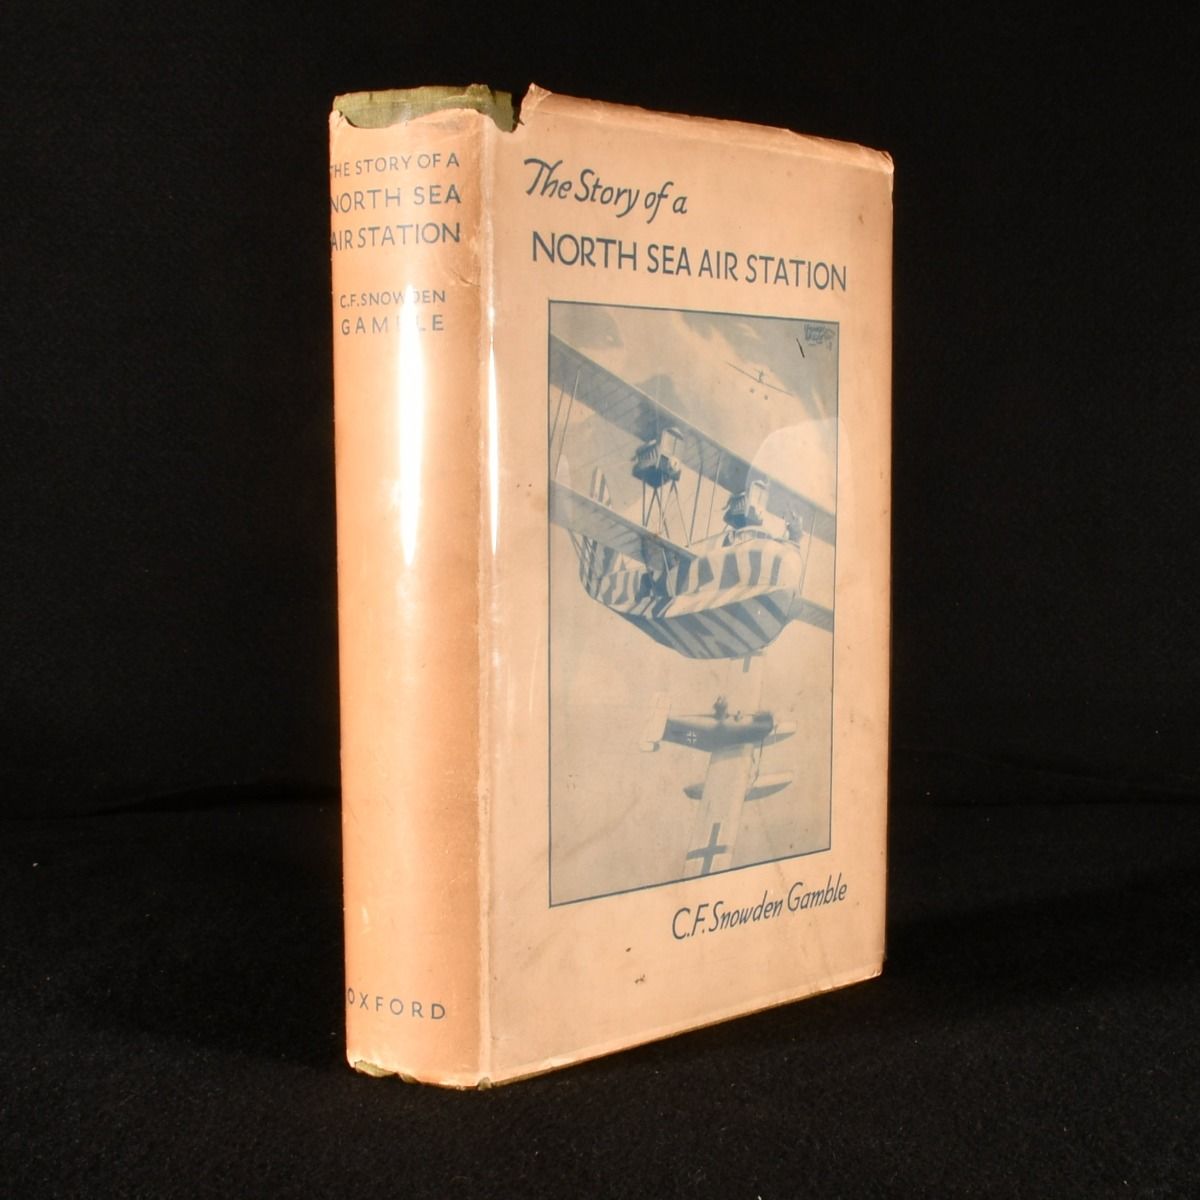 THE STORY OF A
NORTH SEA
AIR STATION
C.F. SNOWDEN
GAMBLE
OXFORD
The Story of a
NORTH SEA AIR STATION
C.F. Snowden Gamble